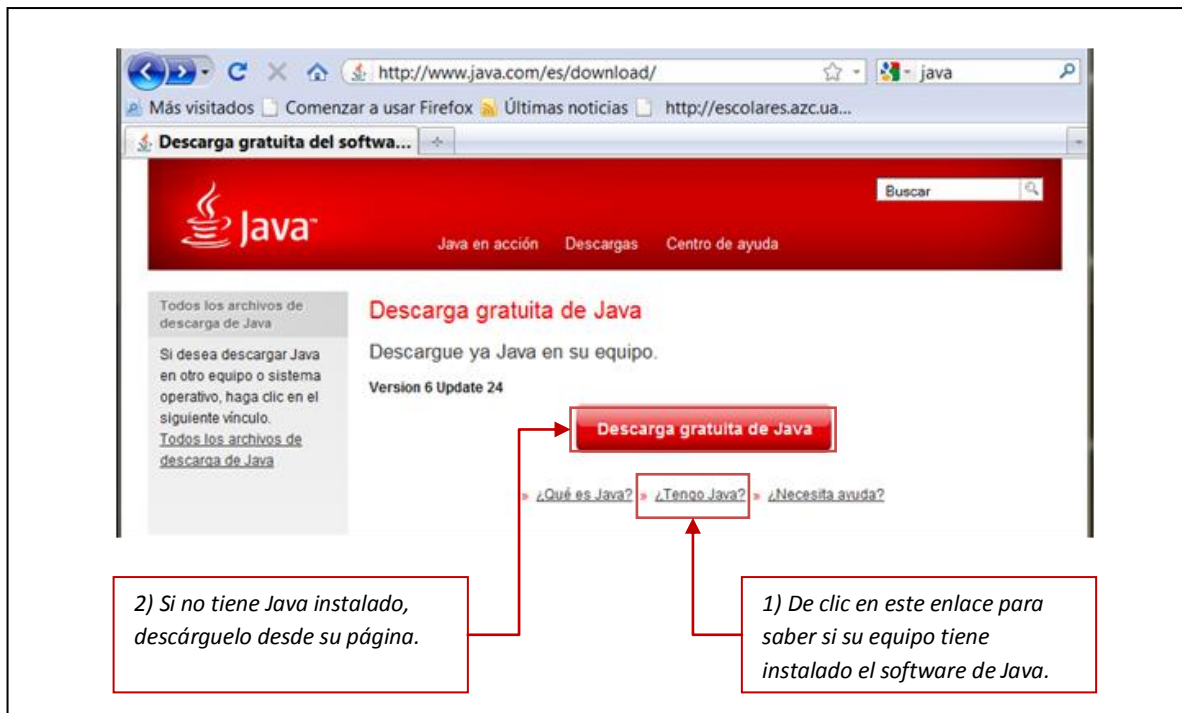 http://www.java.com/es/download/
java
Más visitados Comenzar a usar Firefox Últimas noticias http://escolares.azc.ua...
Descarga gratuita del softwa...
Buscar
Java™
Java en acción Descargas Centro de ayuda
Todos los archivos de
descarga de Java
Si desea descargar Java
en otro equipo o sistema
operativo, haga clic en el
siguiente vínculo.
Todos los archivos de
descarga de Java
Descarga gratuita de Java
Descargue ya Java en su equipo.
Version 6 Update 24
Descarga gratuita de Java
» ¿Qué es Java? » ¿Tengo Java? » ¿Necesita ayuda?
2) Si no tiene Java instalado,
descárguelo desde su página.
1) De clic en este enlace para
saber si su equipo tiene
instalado el software de Java.